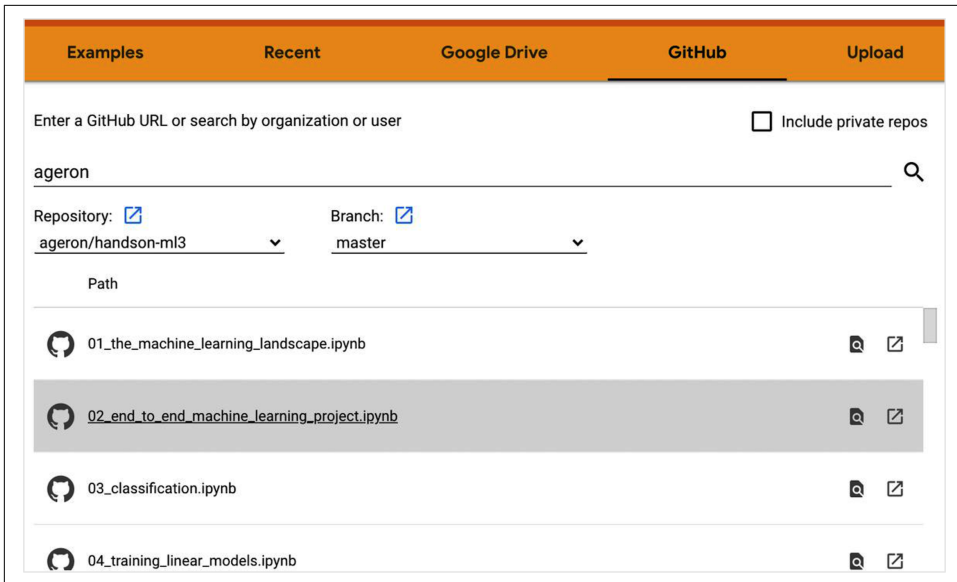 Examples Recent Google Drive GitHub Upload
Enter a GitHub URL or search by organization or user Include private repos
ageron
Repository: Branch:
ageron/handson-ml3 master
Path
01_the_machine_learning_landscape.ipynb
02_end_to_end_machine_learning_project.ipynb
03_classification.ipynb
04_training_linear_models.ipynb